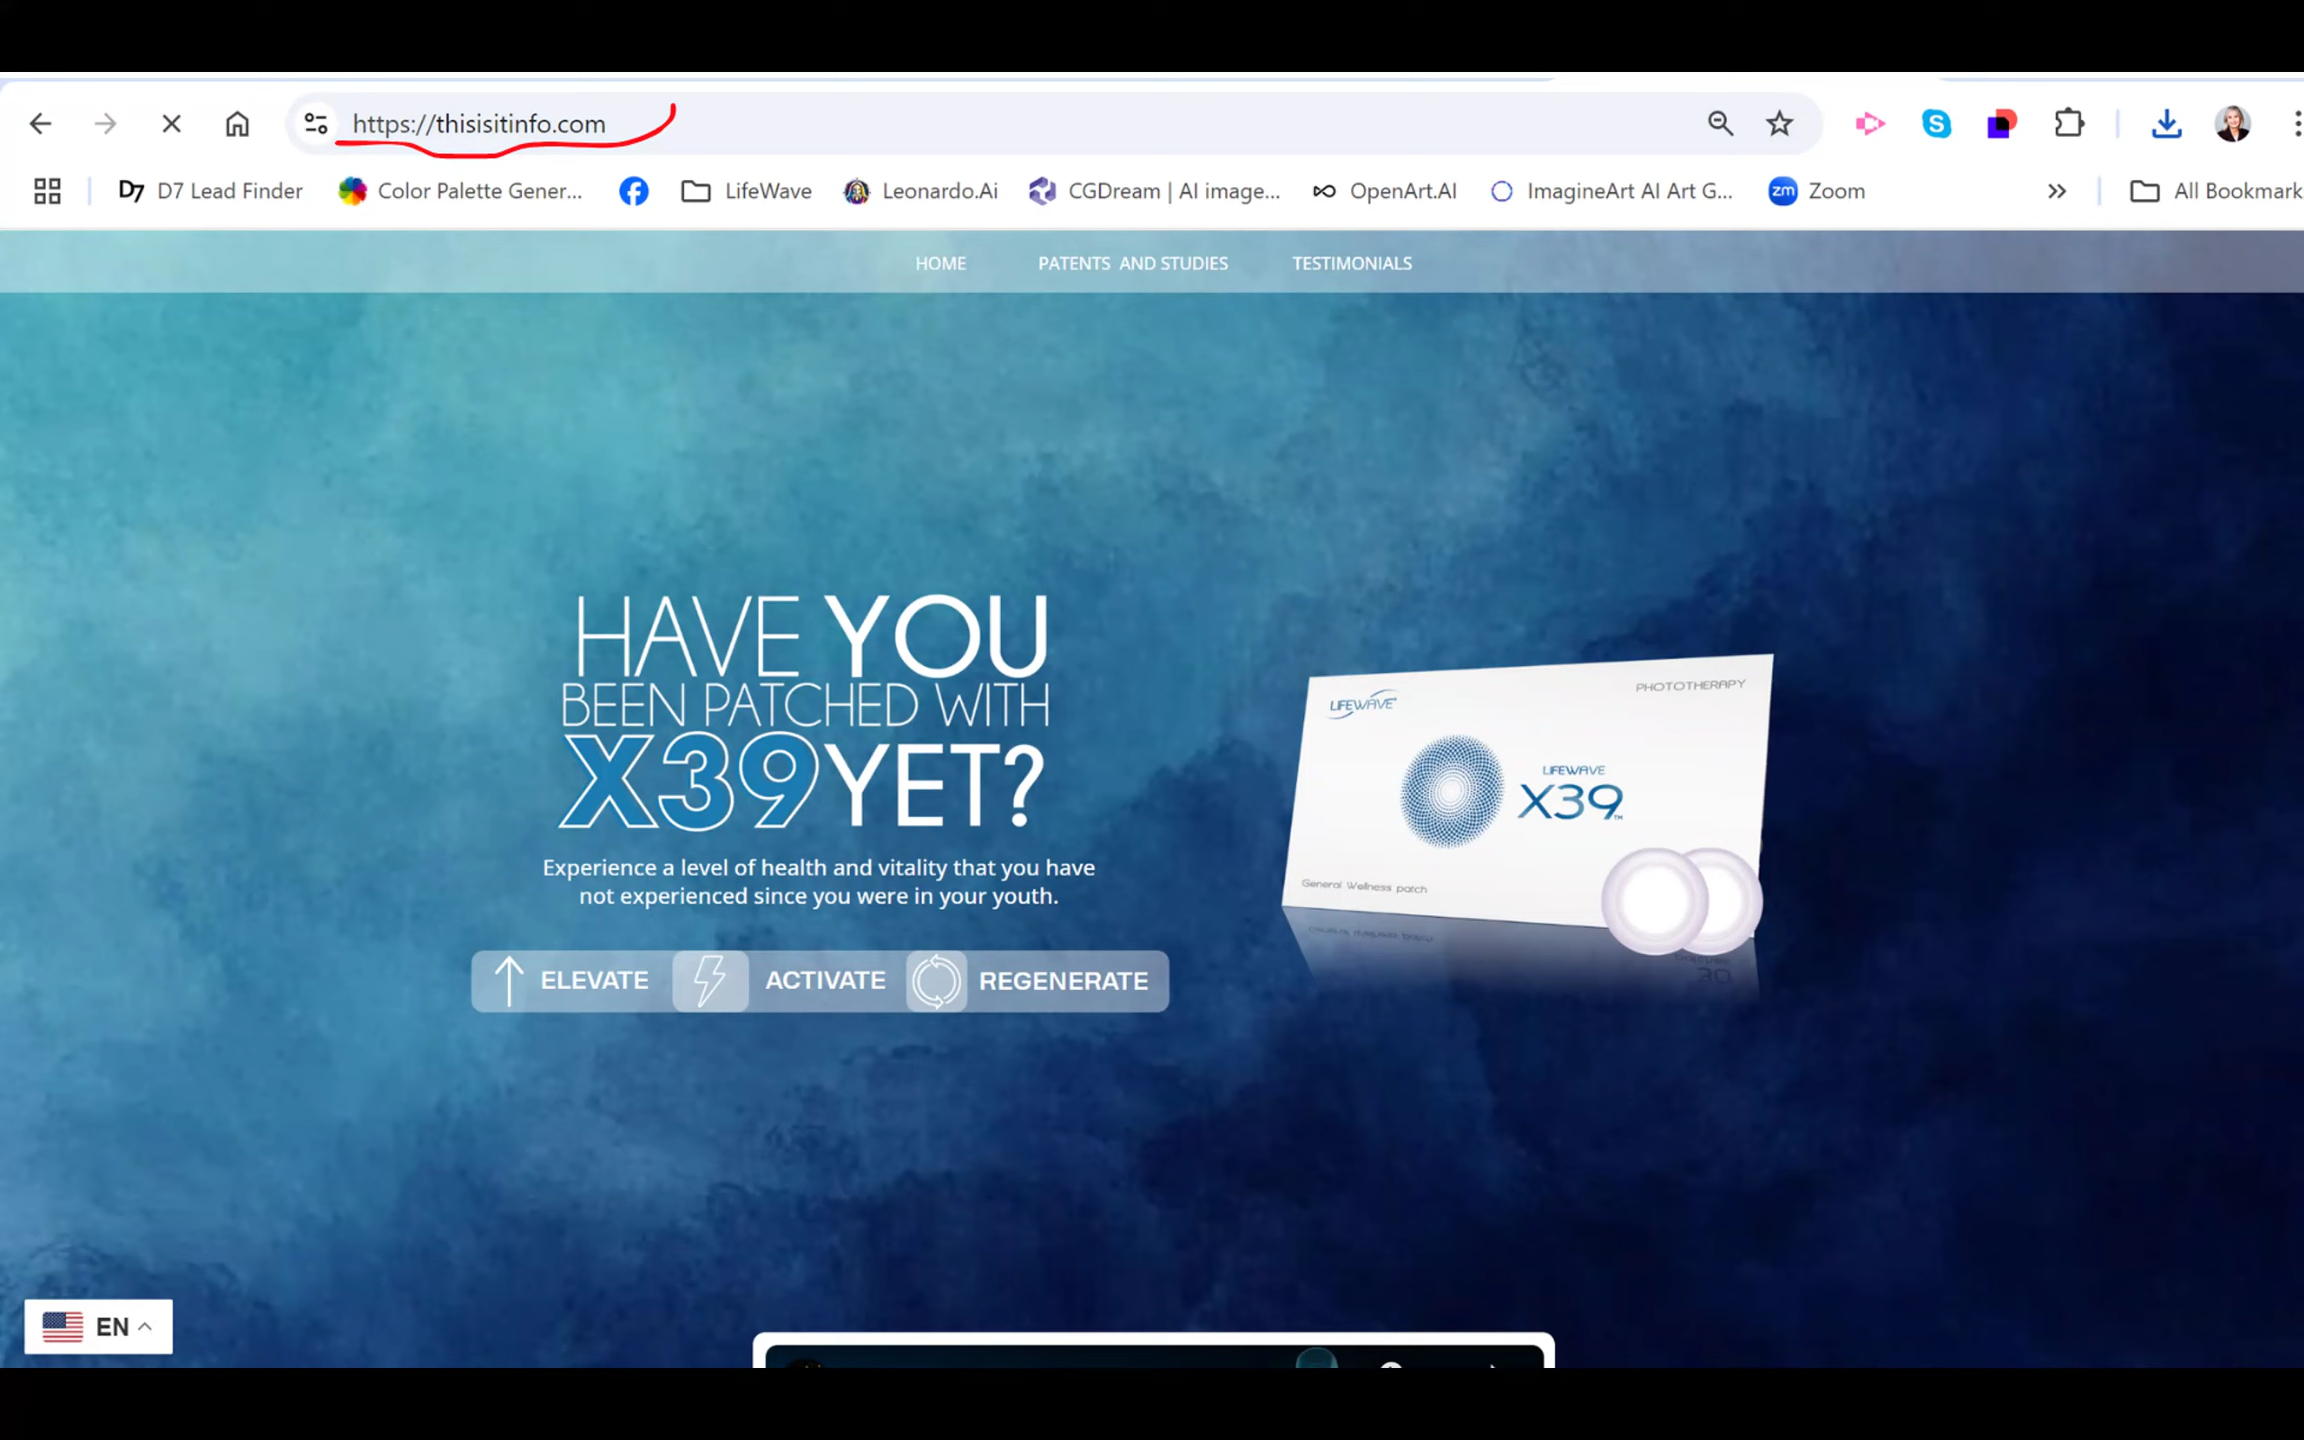 https://thisisitinfo.com
D7 Lead Finder
Color Palette Gener...
LifeWave
Leonardo.Ai
CGDream | AI image...
OpenArt.AI
ImagineArt AI Art G...
zm Zoom
All Bookmark
HOME
PATENTS AND STUDIES
TESTIMONIALS
HAVE YOU
BEEN PATCHED WITH
X39 YET?
Experience a level of health and vitality that you have
not experienced since you were in your youth.
ELEVATE
ACTIVATE
REGENERATE
LIFEWAVE
PHOTOTHERAPY
LIFEWAVE
X39™
General Wellness patch
EN